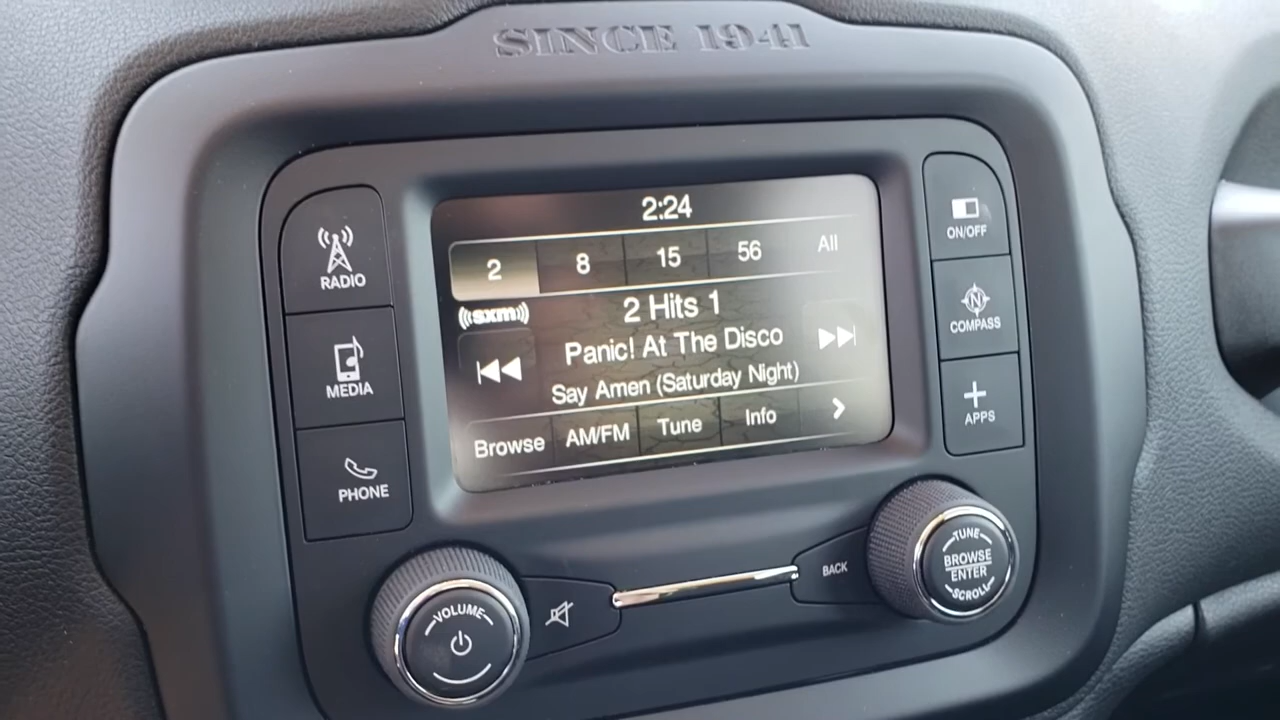 SINCE 1941
2:24
2 8 15 56 All
((sxm))
2 Hits 1
Panic! At The Disco
Say Amen (Saturday Night)
Browse AM/FM Tune Info
RADIO
MEDIA
PHONE
ON/OFF
N
COMPASS
APPS
VOLUME
BACK
TUNE
BROWSE
ENTER
SCROLL